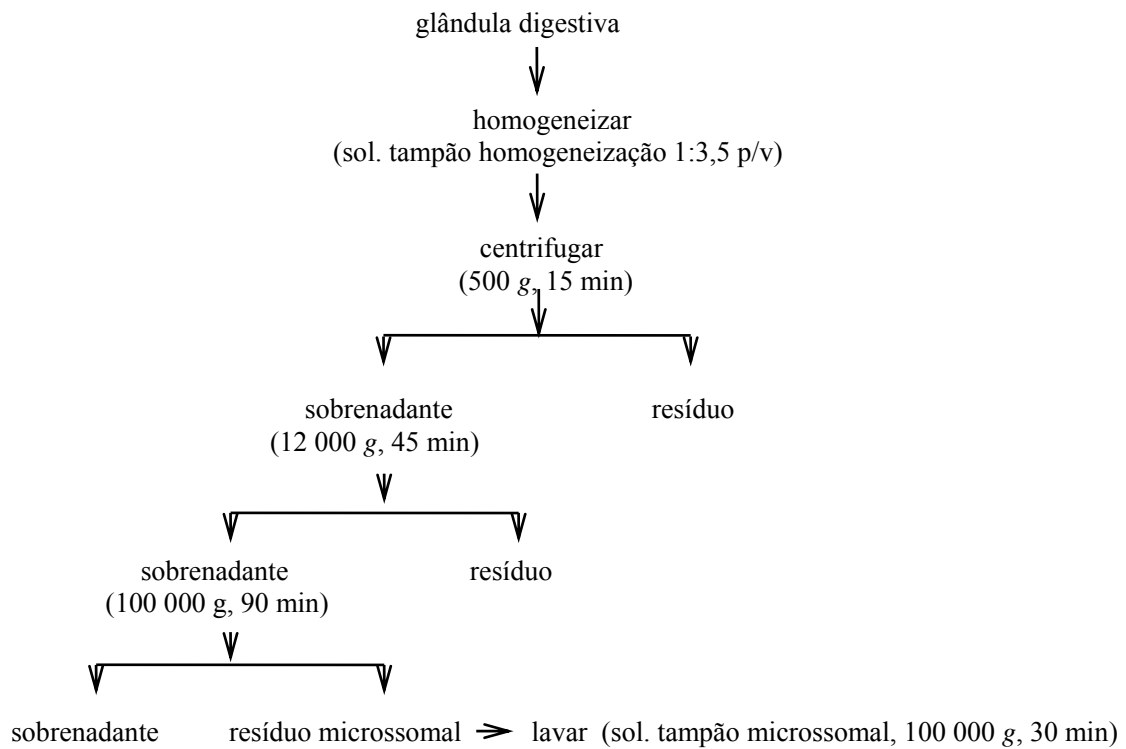 glândula digestiva
homogeneizar
(sol. tampão homogeneização 1:3,5 p/v)
centrifugar
(500 g, 15 min)
sobrenadante
(12 000 g, 45 min)
resíduo
sobrenadante
(100 000 g, 90 min)
resíduo
sobrenadante
resíduo microssomal
lavar (sol. tampão microssomal, 100 000 g, 30 min)